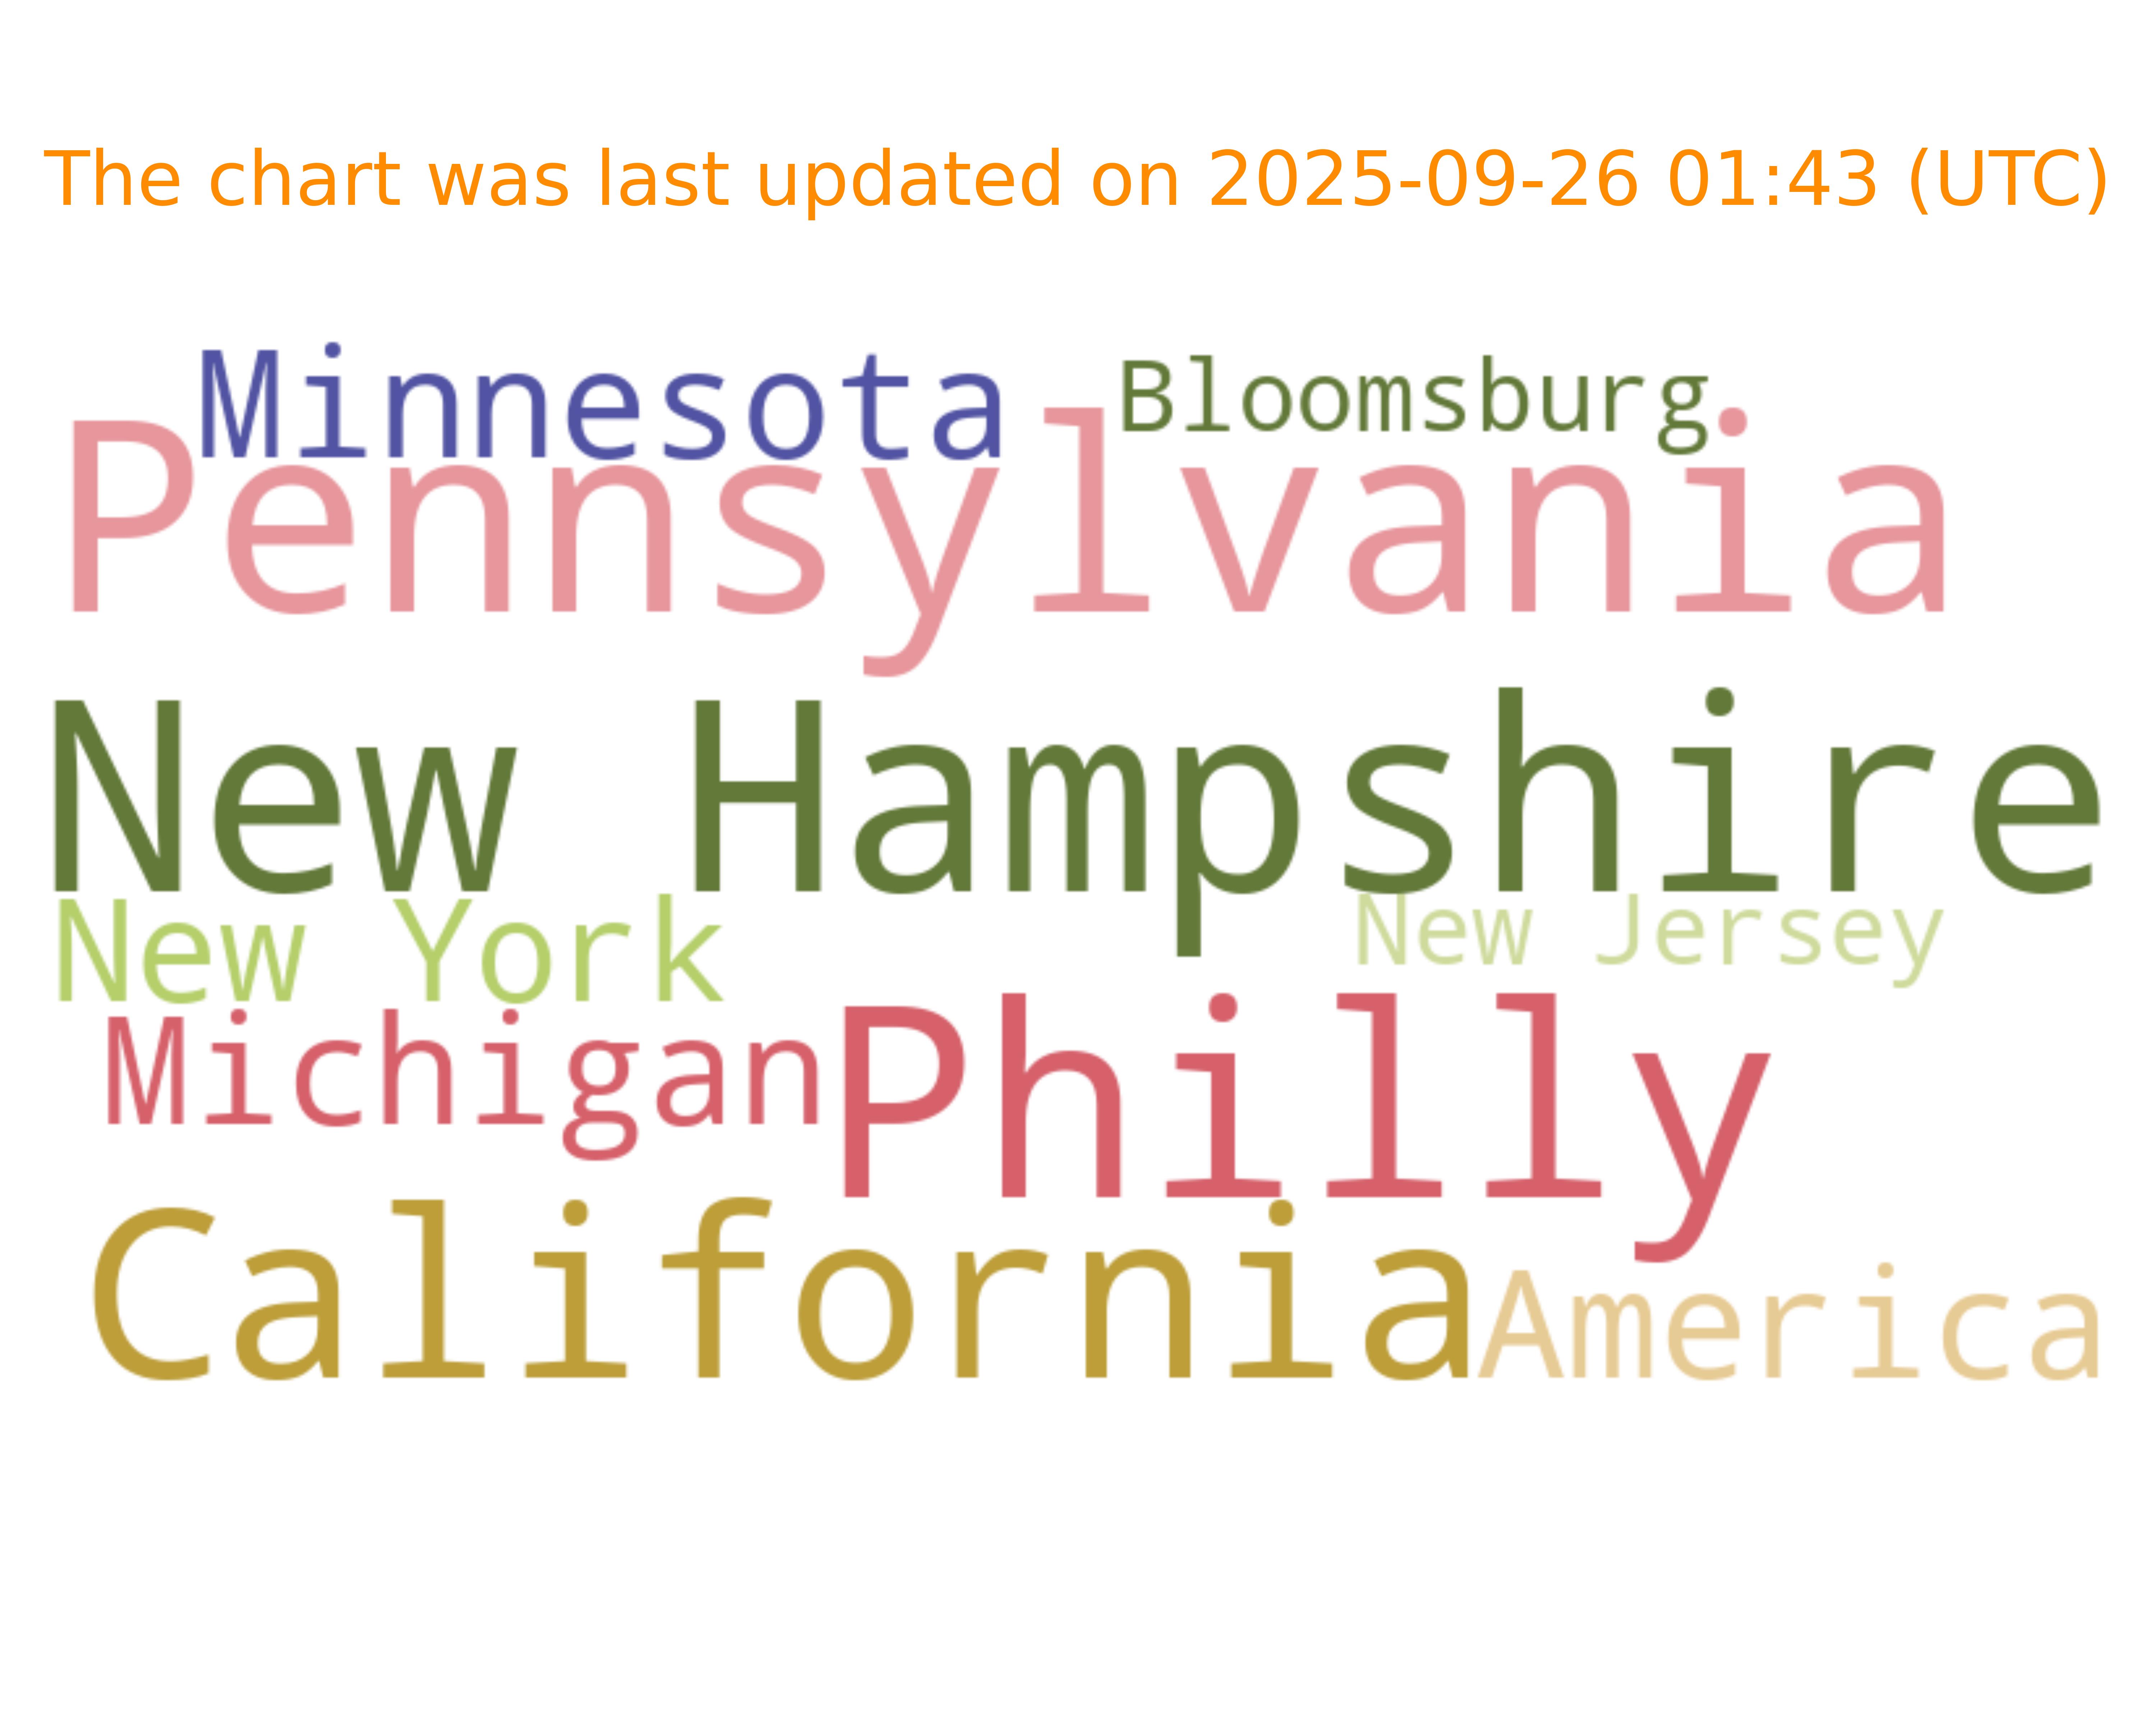 The chart was last updated on 2025-09-26 01:43 (UTC)
Minnesota
Bloomsburg
Pennsylvania
New Hampshire
New York
New Jersey
Michigan
Philly
California
America